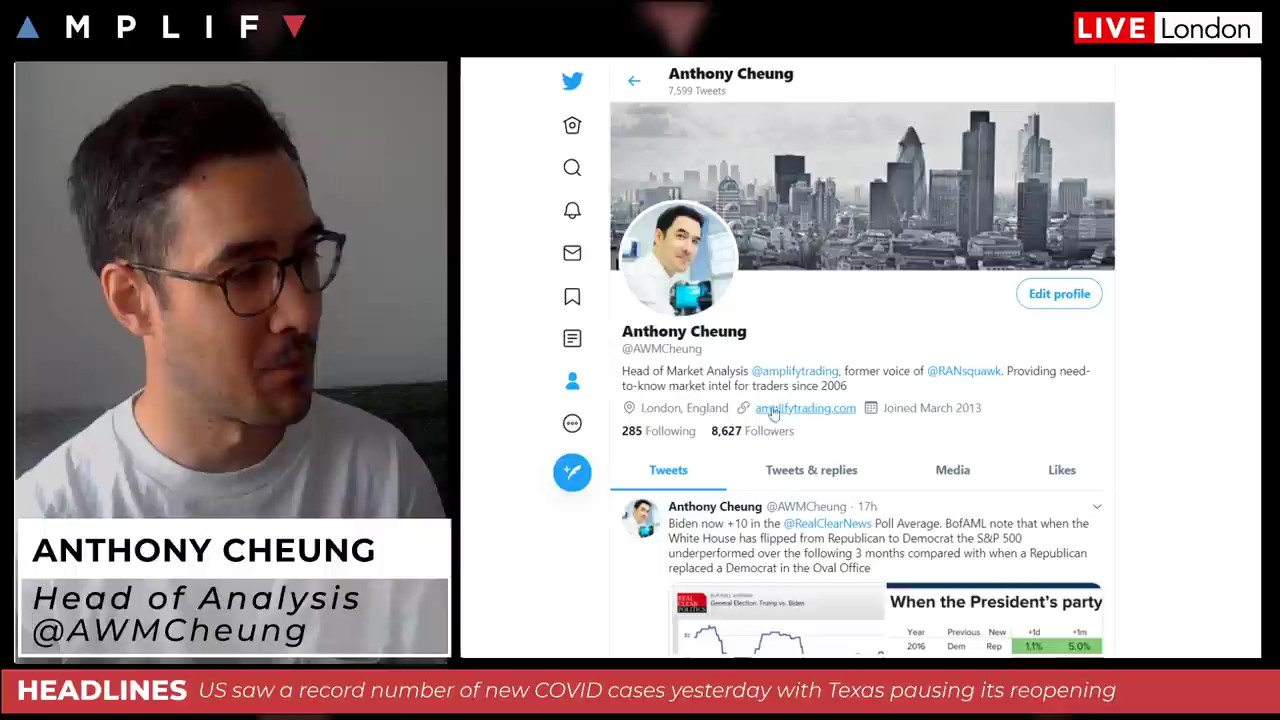 AMPLIFY
LIVE London
Anthony Cheung
7,599 Tweets
Edit profile
Anthony Cheung
@AWMCheung
Head of Market Analysis @amplifytrading, former voice of @RANsquawk. Providing need-
to-know market intel for traders since 2006
London, England amplifytrading.com Joined March 2013
285 Following 8,627 Followers
Tweets Tweets & replies Media Likes
Anthony Cheung @AWMCheung · 17h
Biden now +10 in the @RealClearNews Poll Average. BofAML note that when the
White House has flipped from Republican to Democrat the S&P 500
underperformed over the following 3 months compared with when a Republican
replaced a Democrat in the Oval Office
General Election: Trump vs. Biden
When the President's party
Year Previous New +1d +1m
2016 Dem Rep 1.1% 5.0%
ANTHONY CHEUNG
Head of Analysis
@AWMCheung
HEADLINES US saw a record number of new COVID cases yesterday with Texas pausing its reopening